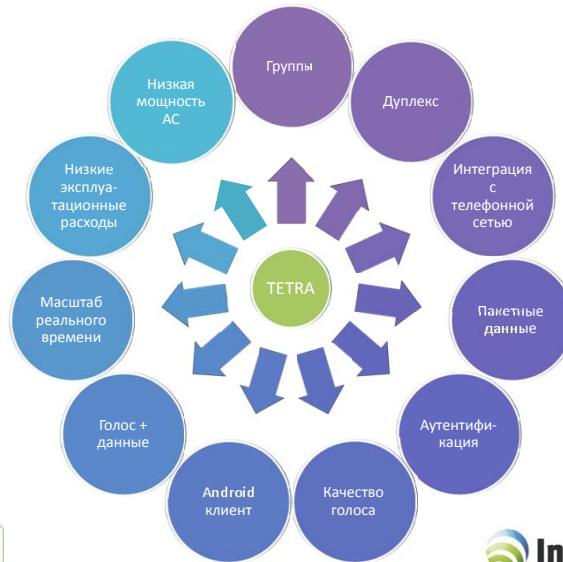 Группы
Дуплекс
Интеграция
с
телефонной
сетью
Пакетные
данные
Аутентифи-
кация
Качество
голоса
Android
клиент
Голос +
данные
Масштаб
реального
времени
Низкие
эксплуа-
тационные
расходы
Низкая
мощность
АС
TETRA
In